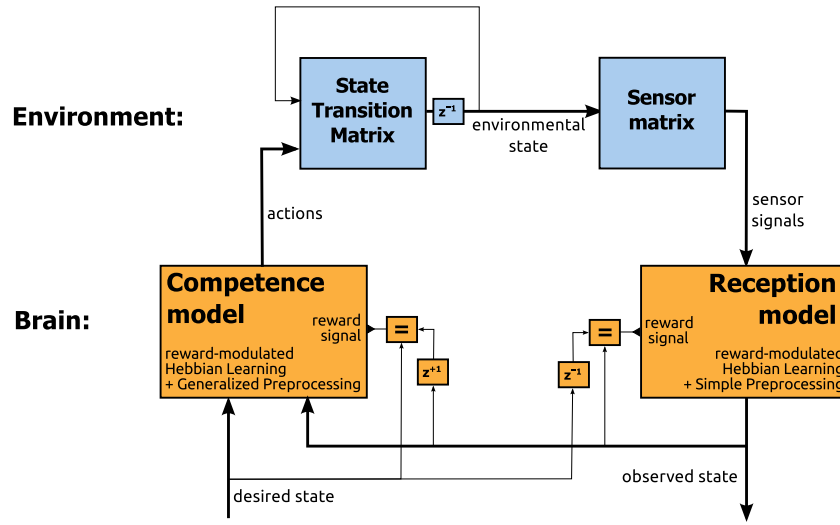 Environment:
State
Transition
Matrix
z⁻¹
environmental
state
Sensor
matrix
actions
sensor
signals
Brain:
Competence
model
reward
signal
reward-modulated
Hebbian Learning
+ Generalized Preprocessing
=
z⁺¹
=
z⁻¹
Reception
model
reward
signal
reward-modulated
Hebbian Learning
+ Simple Preprocessing
desired state
observed state